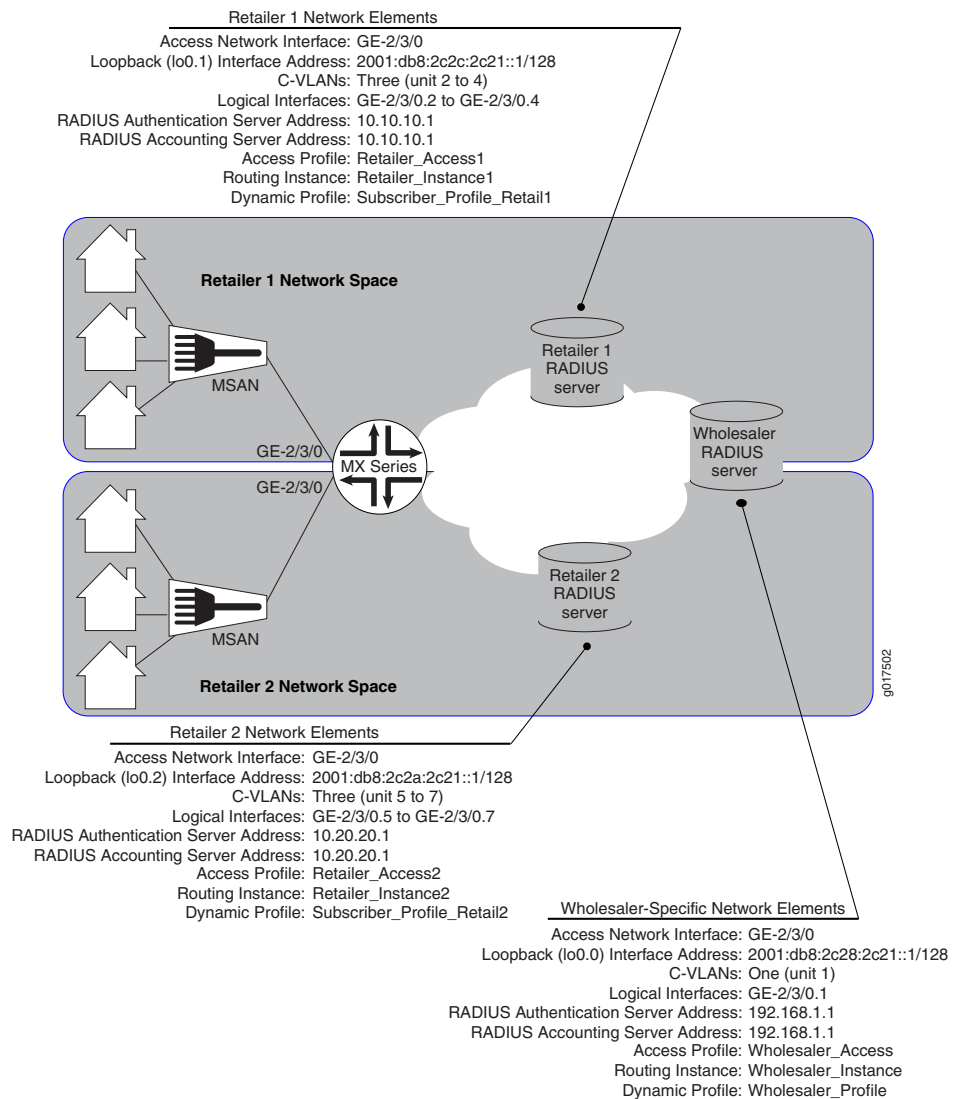 Retailer 1 Network Elements
Access Network Interface: GE-2/3/0
Loopback (lo0.1) Interface Address: 2001:db8:2c2c:2c21::1/128
C-VLANs: Three (unit 2 to 4)
Logical Interfaces: GE-2/3/0.2 to GE-2/3/0.4
RADIUS Authentication Server Address: 10.10.10.1
RADIUS Accounting Server Address: 10.10.10.1
Access Profile: Retailer_Access1
Routing Instance: Retailer_Instance1
Dynamic Profile: Subscriber_Profile_Retail1
Retailer 1 Network Space
Retailer 1
RADIUS
server
MSAN
Wholesaler
RADIUS
server
GE-2/3/0
MX Series
GE-2/3/0
Retailer 2
RADIUS
server
MSAN
Retailer 2 Network Space
g017502
Retailer 2 Network Elements
Access Network Interface: GE-2/3/0
Loopback (lo0.2) Interface Address: 2001:db8:2c2a:2c21::1/128
C-VLANs: Three (unit 5 to 7)
Logical Interfaces: GE-2/3/0.5 to GE-2/3/0.7
RADIUS Authentication Server Address: 10.20.20.1
RADIUS Accounting Server Address: 10.20.20.1
Access Profile: Retailer_Access2
Routing Instance: Retailer_Instance2
Dynamic Profile: Subscriber_Profile_Retail2
Wholesaler-Specific Network Elements
Access Network Interface: GE-2/3/0
Loopback (lo0.0) Interface Address: 2001:db8:2c28:2c21::1/128
C-VLANs: One (unit 1)
Logical Interfaces: GE-2/3/0.1
RADIUS Authentication Server Address: 192.168.1.1
RADIUS Accounting Server Address: 192.168.1.1
Access Profile: Wholesaler_Access
Routing Instance: Wholesaler_Instance
Dynamic Profile: Wholesaler_Profile